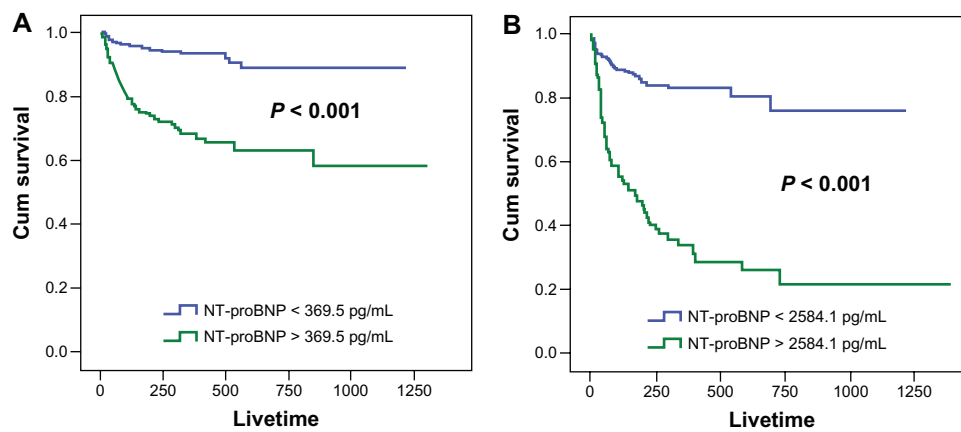 A
Cum survival
1.0
0.8
0.6
0.4
0.2
0.0
P < 0.001
NT-proBNP < 369.5 pg/mL
NT-proBNP > 369.5 pg/mL
0 250 500 750 1000 1250
Livetime
B
Cum survival
1.0
0.8
0.6
0.4
0.2
0.0
P < 0.001
NT-proBNP < 2584.1 pg/mL
NT-proBNP > 2584.1 pg/mL
0 250 500 750 1000 1250
Livetime